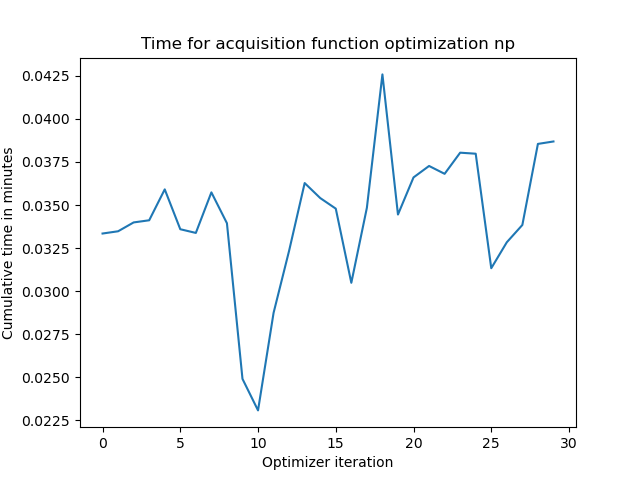 Time for acquisition function optimization np
Cumulative time in minutes
0.0425
0.0400
0.0375
0.0350
0.0325
0.0300
0.0275
0.0250
0.0225
0 5 10 15 20 25 30
Optimizer iteration